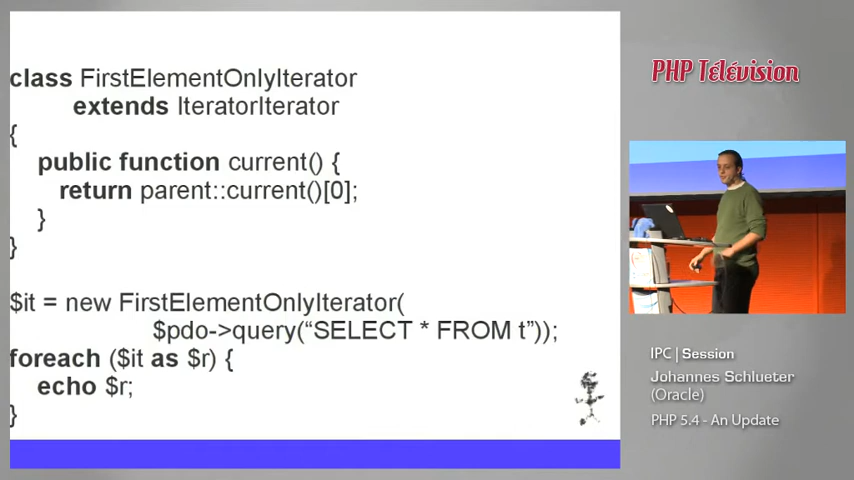 class FirstElementOnlyIterator
extends IteratorIterator
{
public function current() {
return parent::current()[0];
}
}
$it = new FirstElementOnlyIterator(
$pdo->query(“SELECT * FROM t”));
foreach ($it as $r) {
echo $r;
}
PHP Télévision
IPC | Session
Johannes Schlueter
(Oracle)
PHP 5.4 - An Update